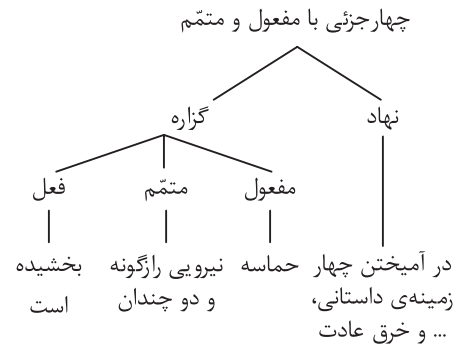 چهارجزئی با مفعول و متمّم
نهاد
گزاره
مفعول
متمّم
فعل
در آمیختن چهار
زمینه‌ی داستانی،
... و خرق عادت
حماسه
نیرویی رازگونه
و دو چندان
بخشیده
است